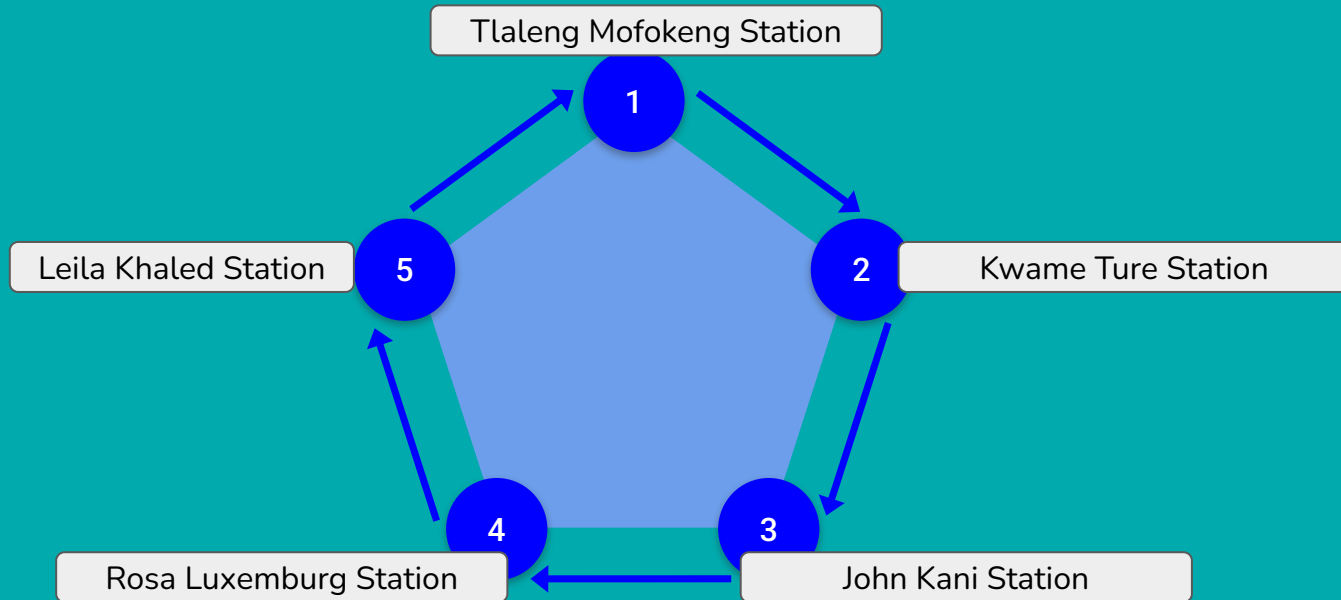 Tlaleng Mofokeng Station
1
Leila Khaled Station
5
2
Kwame Ture Station
4
3
Rosa Luxemburg Station
John Kani Station